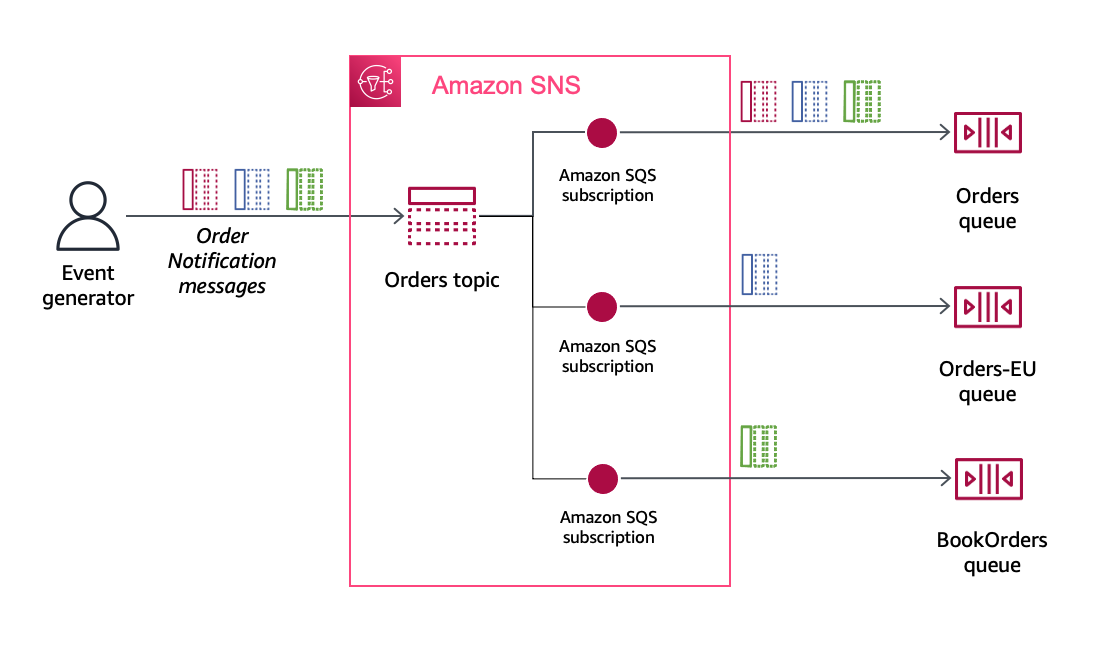 Amazon SNS
Amazon SQS
subscription
Orders
queue
Order
Notification
messages
Event
generator
Orders topic
Amazon SQS
subscription
Orders-EU
queue
Amazon SQS
subscription
BookOrders
queue